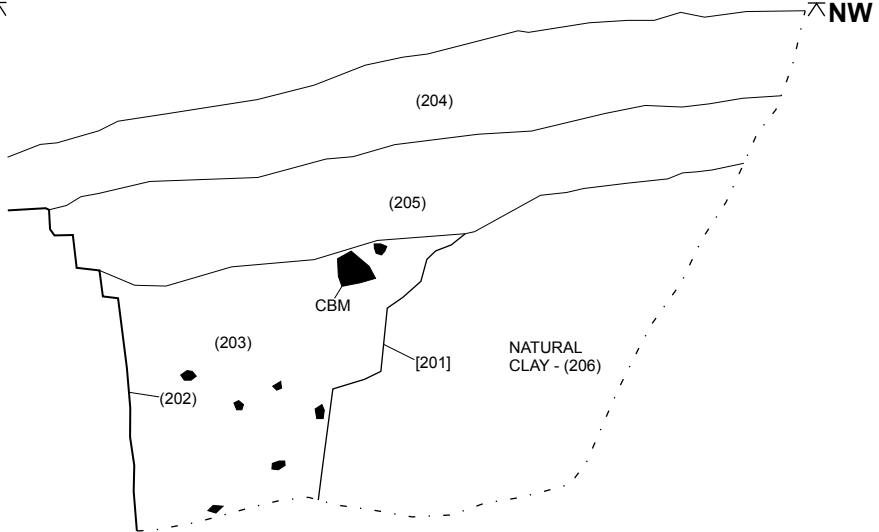 NW
(204)
(205)
CBM
(203)
[201]
NATURAL
CLAY - (206)
(202)